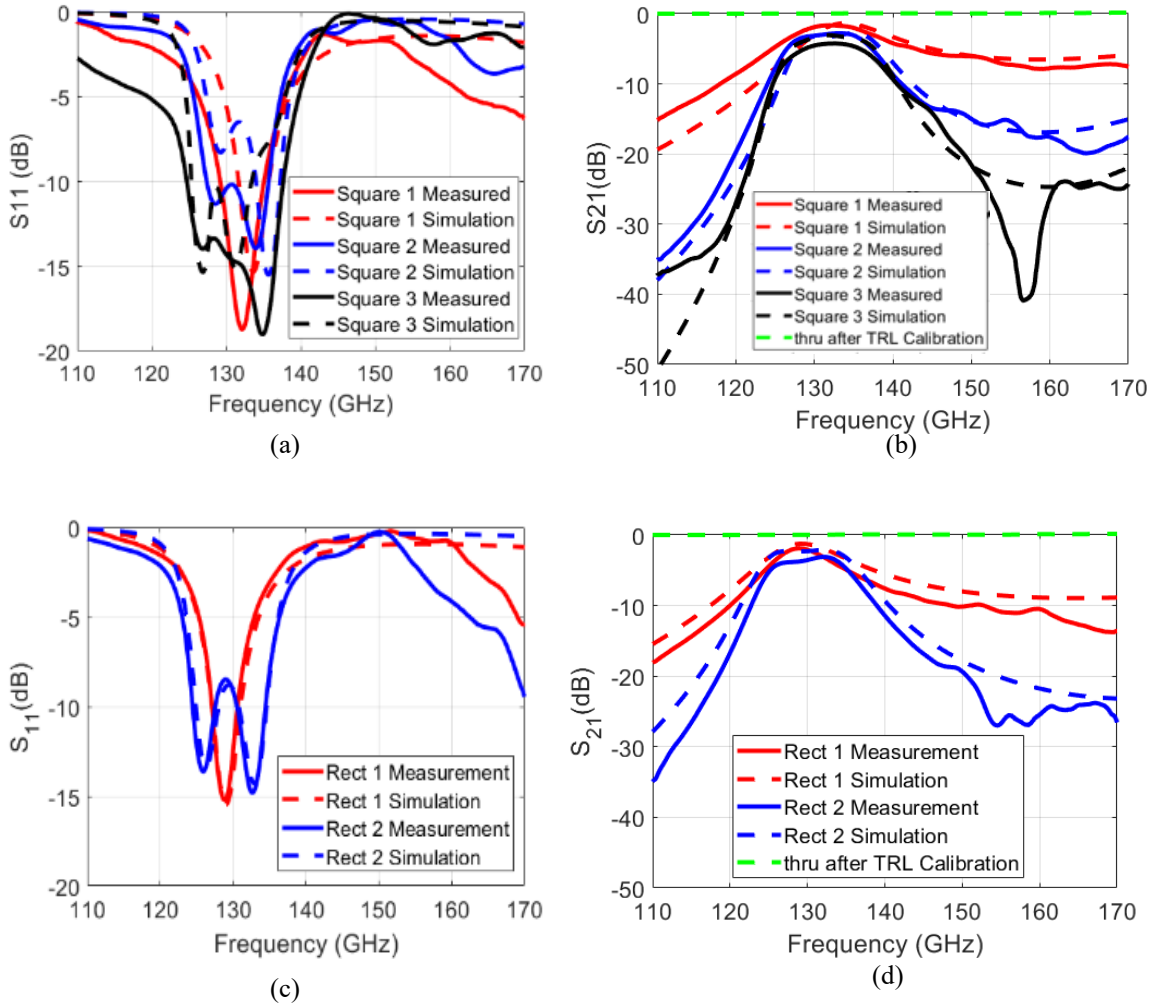 0
-5
-10
-15
-20
S11 (dB)
Square 1 Measured
Square 1 Simulation
Square 2 Measured
Square 2 Simulation
Square 3 Measured
Square 3 Simulation
110 120 130 140 150 160 170
Frequency (GHz)
(a)
0
-10
-20
-30
-40
-50
S21(dB)
Square 1 Measured
Square 1 Simulation
Square 2 Measured
Square 2 Simulation
Square 3 Measured
Square 3 Simulation
thru after TRL Calibration
110 120 130 140 150 160 170
Frequency (GHz)
(b)
0
-5
-10
-15
-20
S11(dB)
Rect 1 Measurement
Rect 1 Simulation
Rect 2 Measurement
Rect 2 Simulation
110 120 130 140 150 160 170
Frequency (GHz)
(c)
0
-10
-20
-30
-40
-50
S21(dB)
Rect 1 Measurement
Rect 1 Simulation
Rect 2 Measurement
Rect 2 Simulation
thru after TRL Calibration
110 120 130 140 150 160 170
Frequency (GHz)
(d)